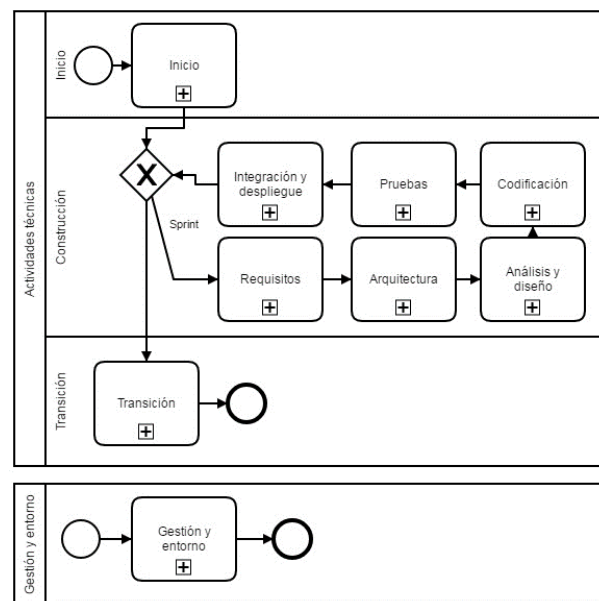 Actividades técnicas
Inicio
Inicio
Construcción
Integración y
despliegue
Pruebas
Codificación
Sprint
Requisitos
Arquitectura
Análisis y
diseño
Transición
Transición
Gestión y entorno
Gestión y
entorno